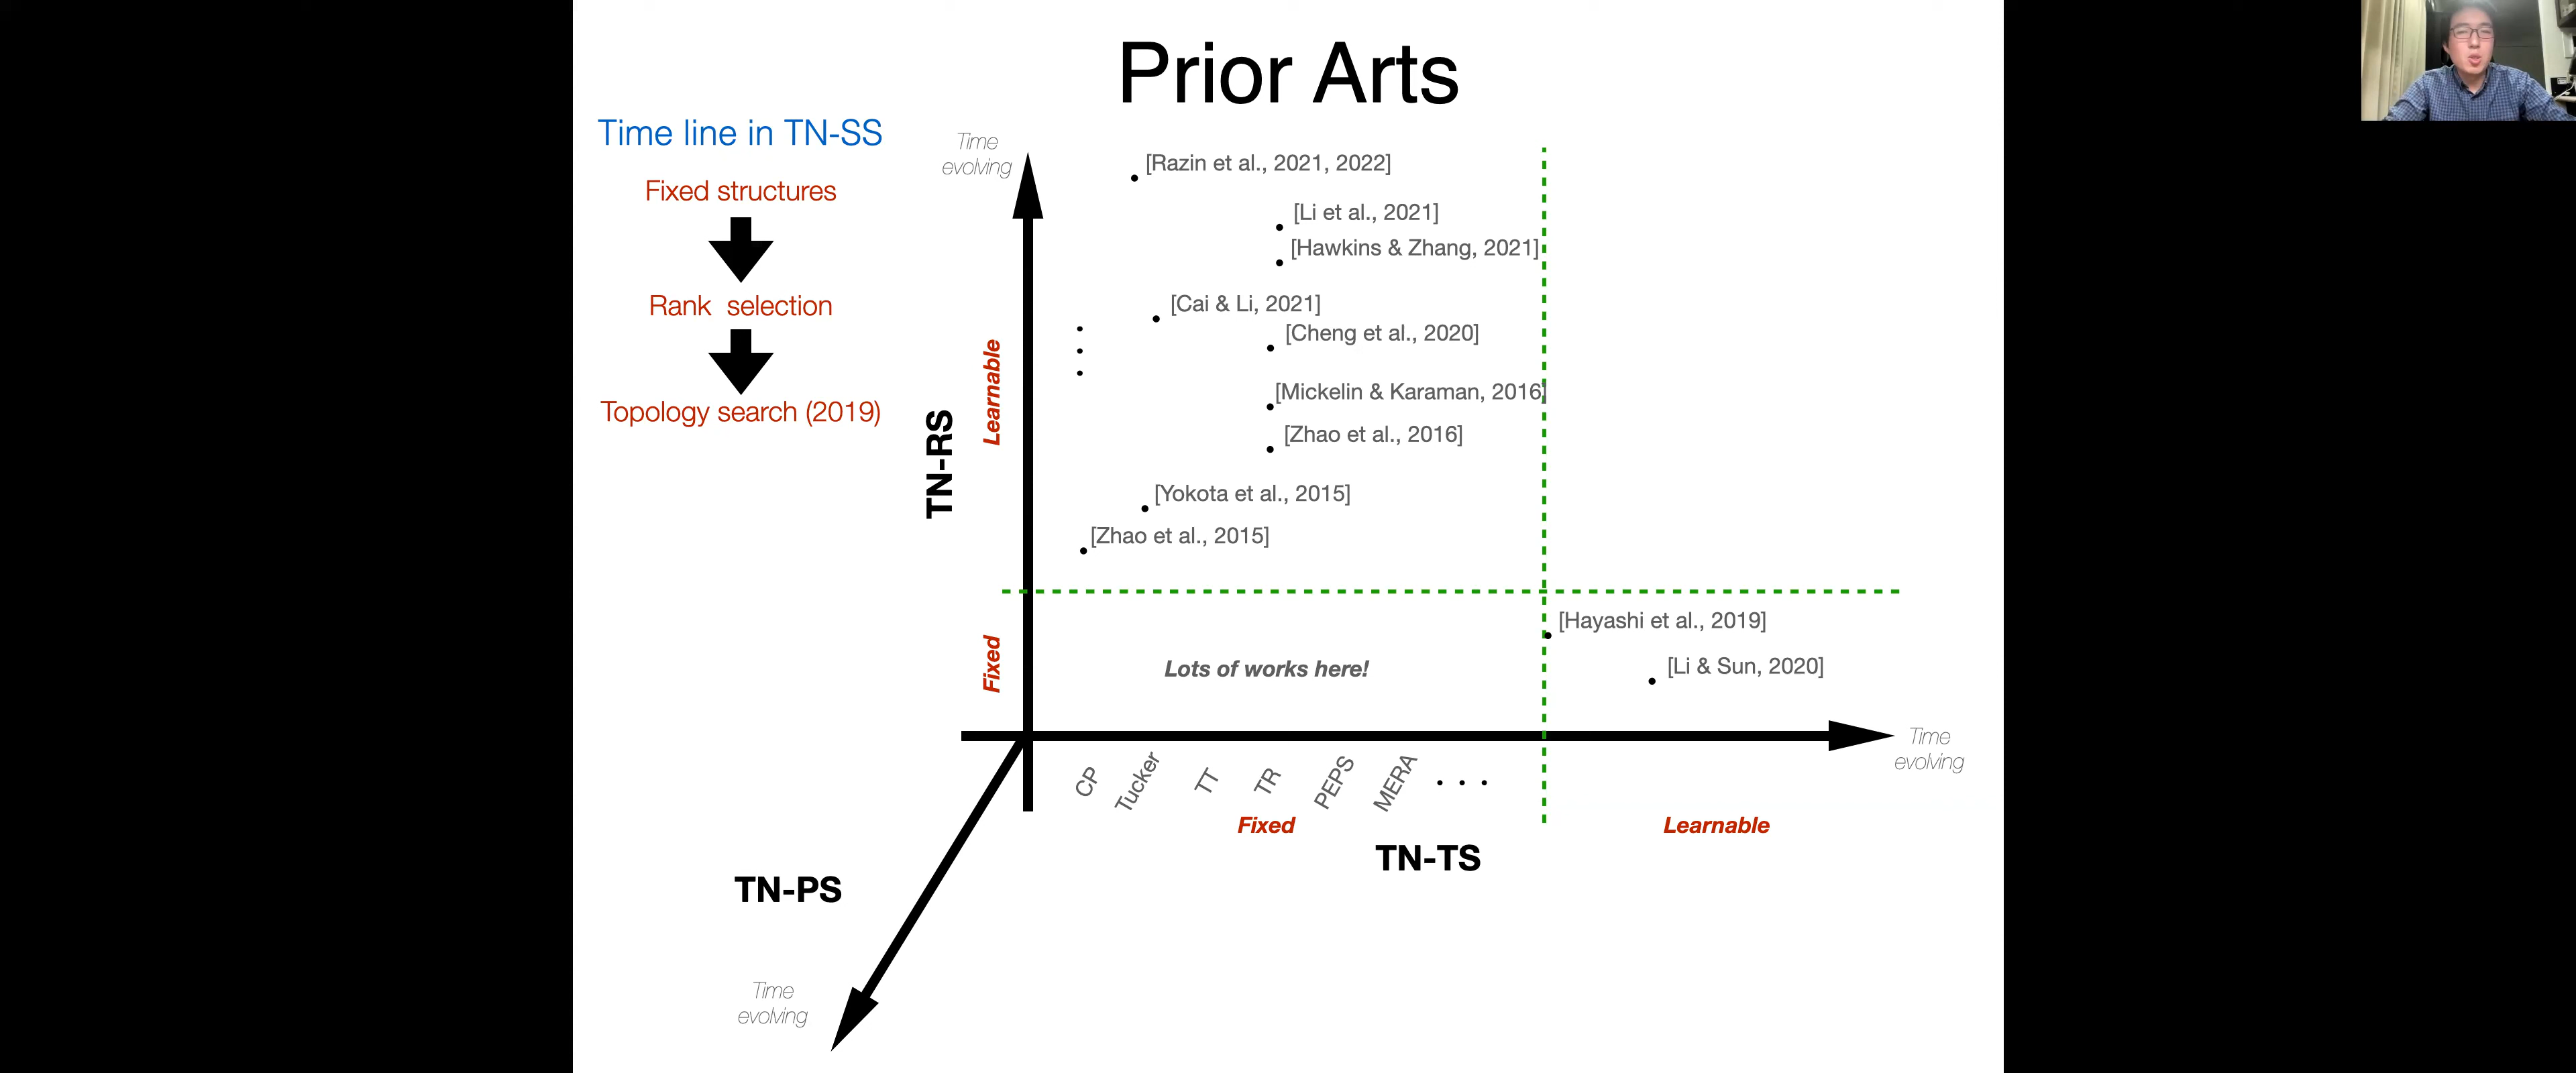 Prior Arts
Time line in TN-SS
Fixed structures
Rank selection
Topology search (2019)
Time
evolving
[Razin et al., 2021, 2022]
[Li et al., 2021]
[Hawkins & Zhang, 2021]
[Cai & Li, 2021]
[Cheng et al., 2020]
[Mickelin & Karaman, 2016]
[Zhao et al., 2016]
[Yokota et al., 2015]
[Zhao et al., 2015]
Learnable
TN-RS
Fixed
Lots of works here!
[Hayashi et al., 2019]
[Li & Sun, 2020]
Time
evolving
CP
Tucker
TT
TR
PEPS
MERA
. . .
Fixed
Learnable
TN-TS
TN-PS
Time
evolving